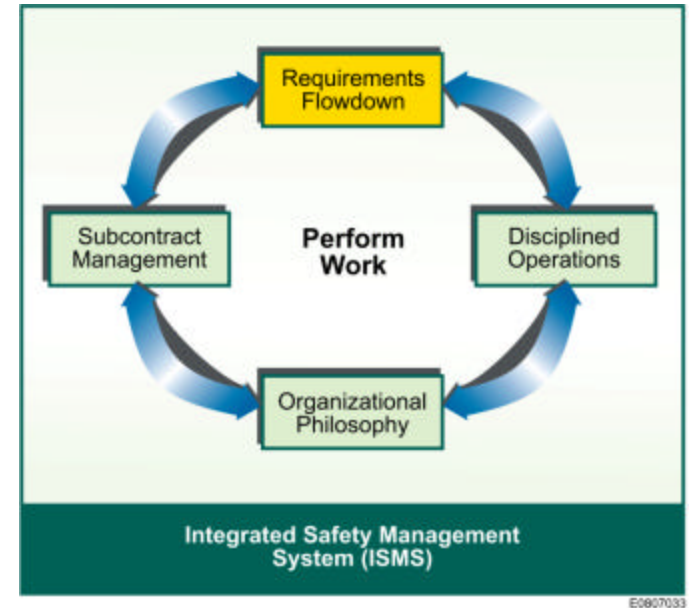 Requirements
Flowdown
Subcontract
Management
Perform
Work
Disciplined
Operations
Organizational
Philosophy
Integrated Safety Management
System (ISMS)
E0807033